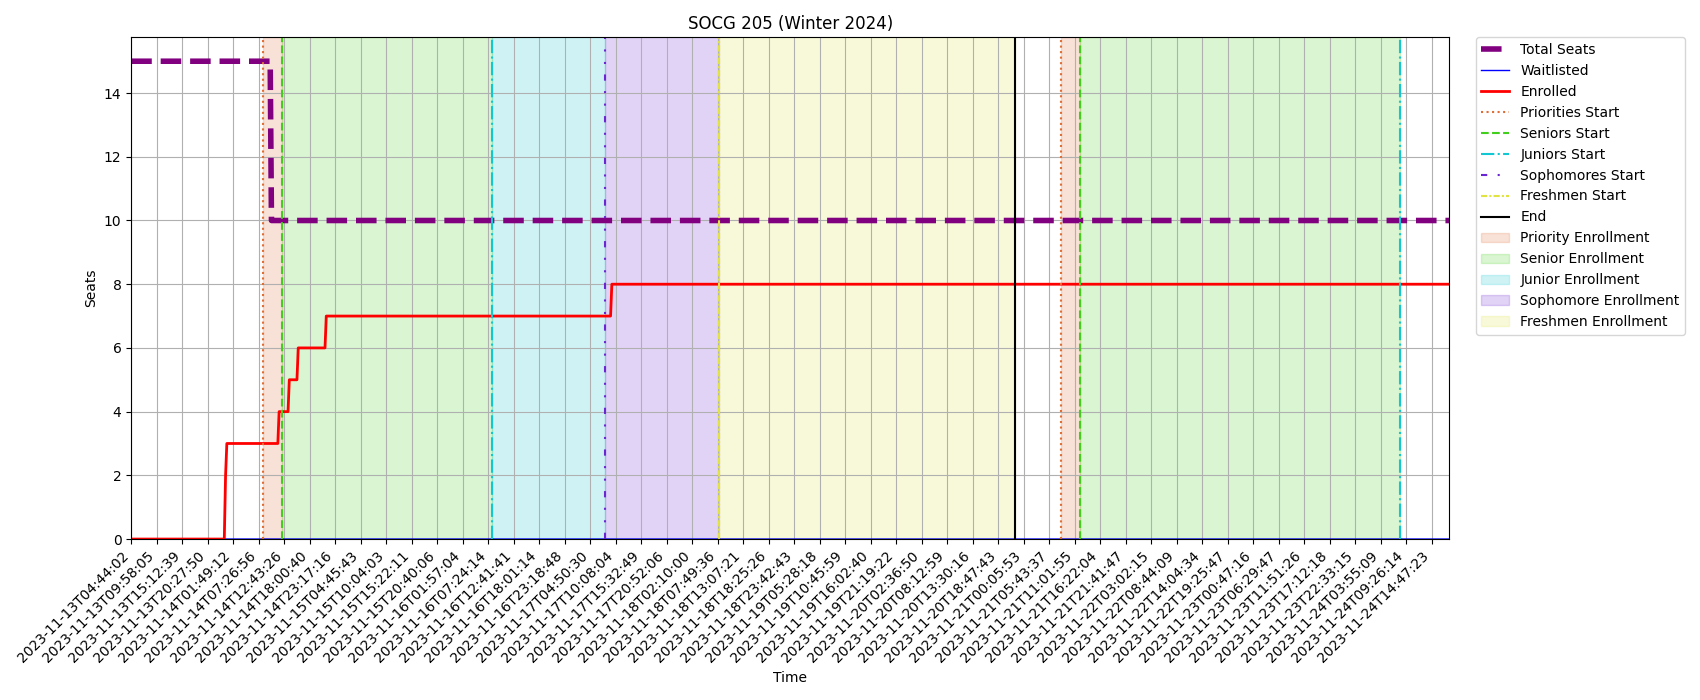 SOCG 205 (Winter 2024)
Seats
14
12
10
8
6
4
2
0
2023-11-13T04:44:02
2023-11-13T09:58:05
2023-11-13T15:12:39
2023-11-13T20:27:50
2023-11-14T01:49:12
2023-11-14T07:26:56
2023-11-14T12:43:26
2023-11-14T18:00:40
2023-11-14T23:17:16
2023-11-15T04:45:43
2023-11-15T10:04:03
2023-11-15T15:22:11
2023-11-15T20:40:06
2023-11-16T01:57:04
2023-11-16T07:24:14
2023-11-16T12:41:41
2023-11-16T18:01:14
2023-11-16T23:18:48
2023-11-17T04:50:30
2023-11-17T10:08:04
2023-11-17T15:32:49
2023-11-17T20:52:06
2023-11-18T02:10:00
2023-11-18T07:49:36
2023-11-18T13:07:21
2023-11-18T18:25:26
2023-11-18T23:42:43
2023-11-19T05:28:18
2023-11-19T10:45:59
2023-11-19T16:02:40
2023-11-19T21:19:22
2023-11-20T02:36:50
2023-11-20T08:12:59
2023-11-20T13:30:16
2023-11-20T18:47:43
2023-11-21T00:05:53
2023-11-21T05:43:37
2023-11-21T11:01:55
2023-11-21T16:22:04
2023-11-21T21:41:47
2023-11-22T03:02:15
2023-11-22T08:44:09
2023-11-22T14:04:34
2023-11-22T19:25:47
2023-11-23T00:47:16
2023-11-23T06:29:47
2023-11-23T11:51:26
2023-11-23T17:12:18
2023-11-23T22:33:15
2023-11-24T03:55:09
2023-11-24T09:26:14
2023-11-24T14:47:23
Time
Total Seats
Waitlisted
Enrolled
Priorities Start
Seniors Start
Juniors Start
Sophomores Start
Freshmen Start
End
Priority Enrollment
Senior Enrollment
Junior Enrollment
Sophomore Enrollment
Freshmen Enrollment